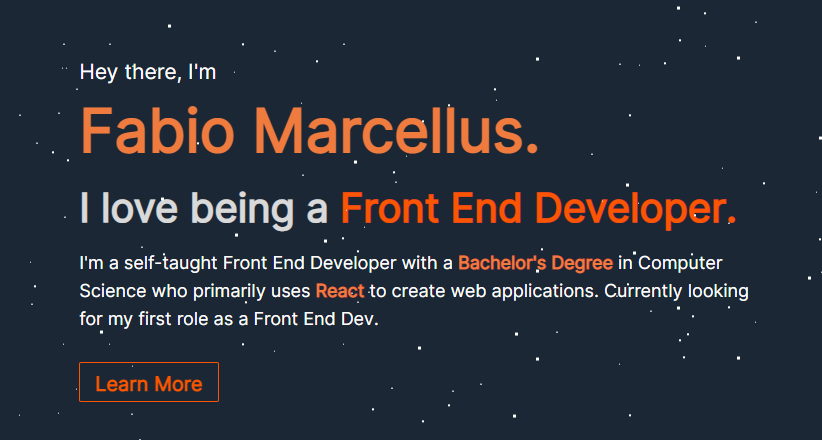 Hey there, I'm
Fabio Marcellus.
I love being a Front End Developer.
I'm a self-taught Front End Developer with a Bachelor's Degree in Computer
Science who primarily uses React to create web applications. Currently looking
for my first role as a Front End Dev.
Learn More